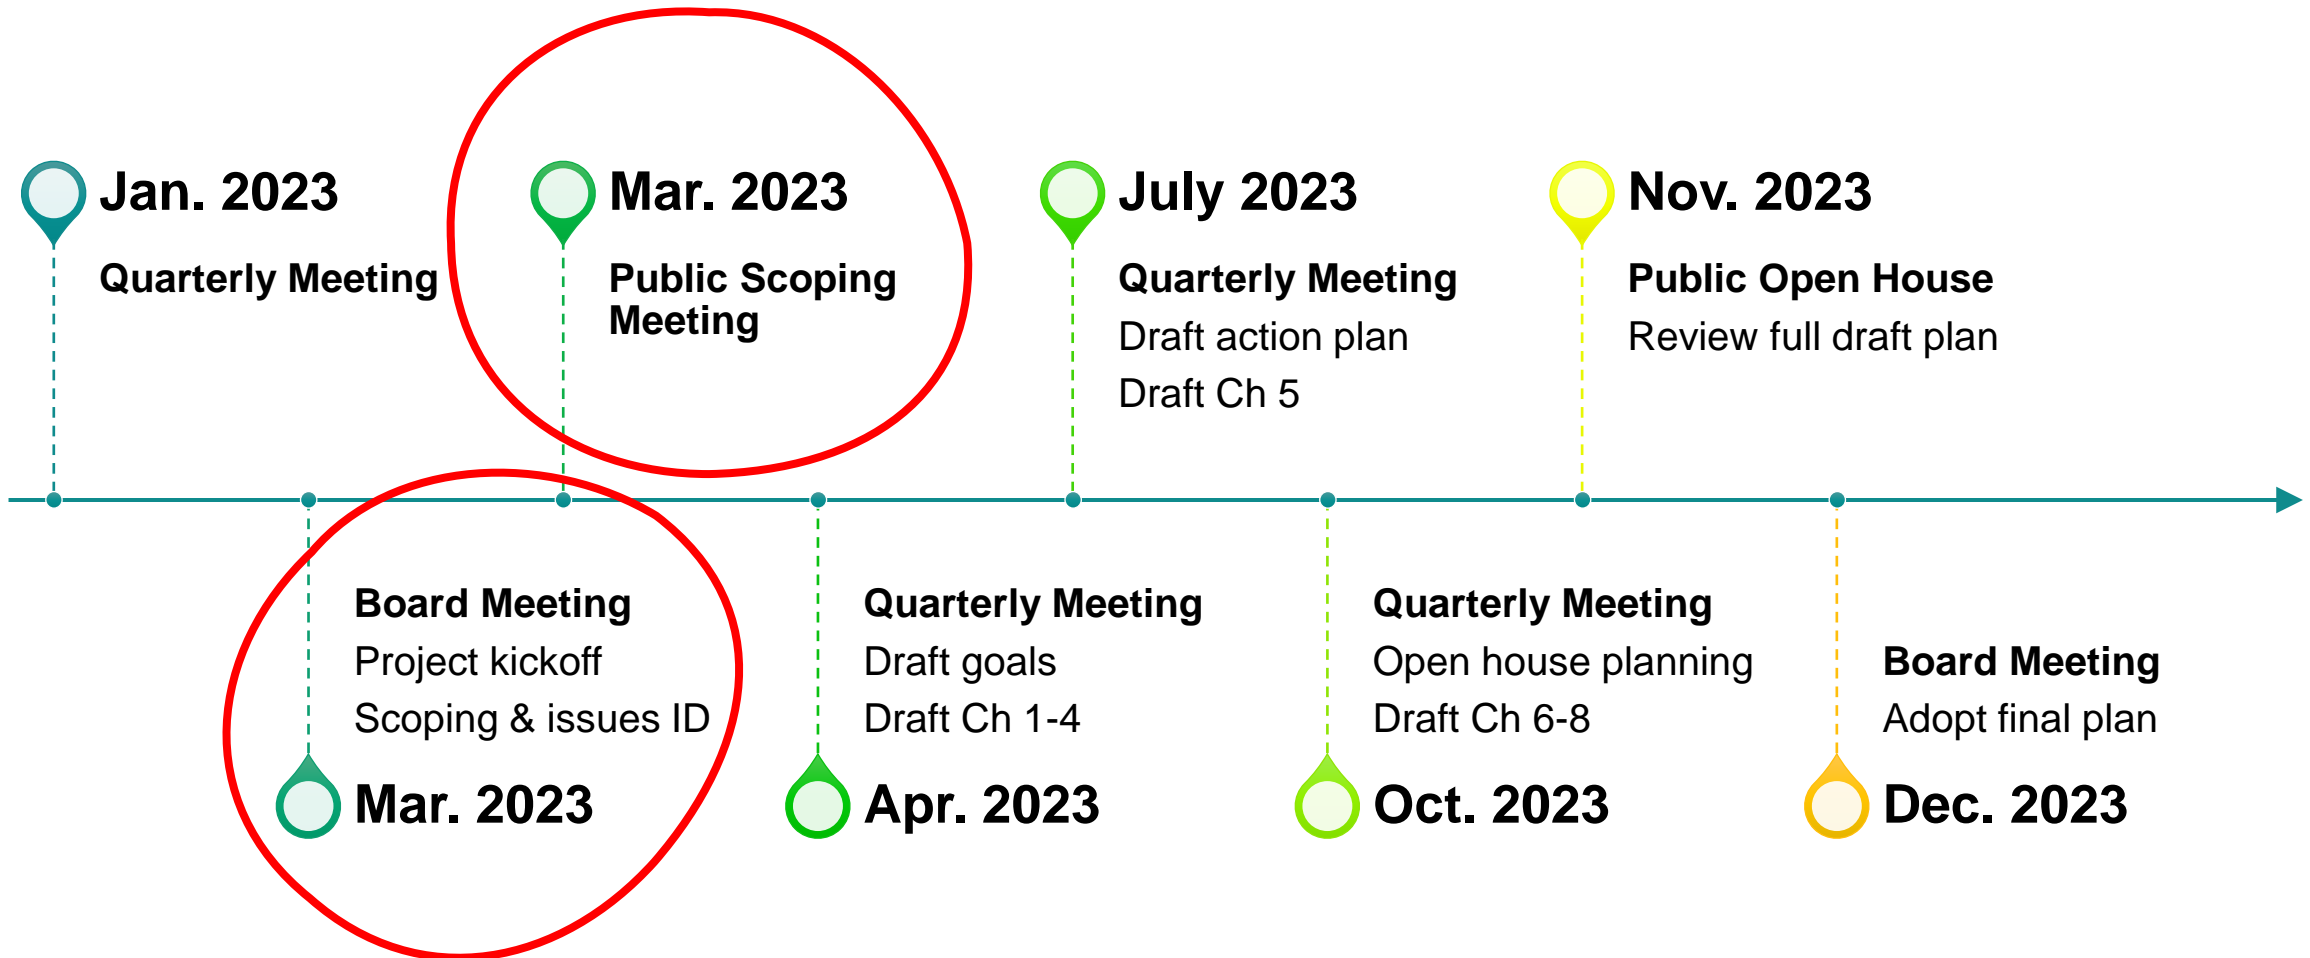 Jan. 2023
Quarterly Meeting
Mar. 2023
Public Scoping
Meeting
July 2023
Quarterly Meeting
Draft action plan
Draft Ch 5
Nov. 2023
Public Open House
Review full draft plan
Board Meeting
Project kickoff
Scoping & issues ID
Mar. 2023
Quarterly Meeting
Draft goals
Draft Ch 1-4
Apr. 2023
Quarterly Meeting
Open house planning
Draft Ch 6-8
Oct. 2023
Board Meeting
Adopt final plan
Dec. 2023